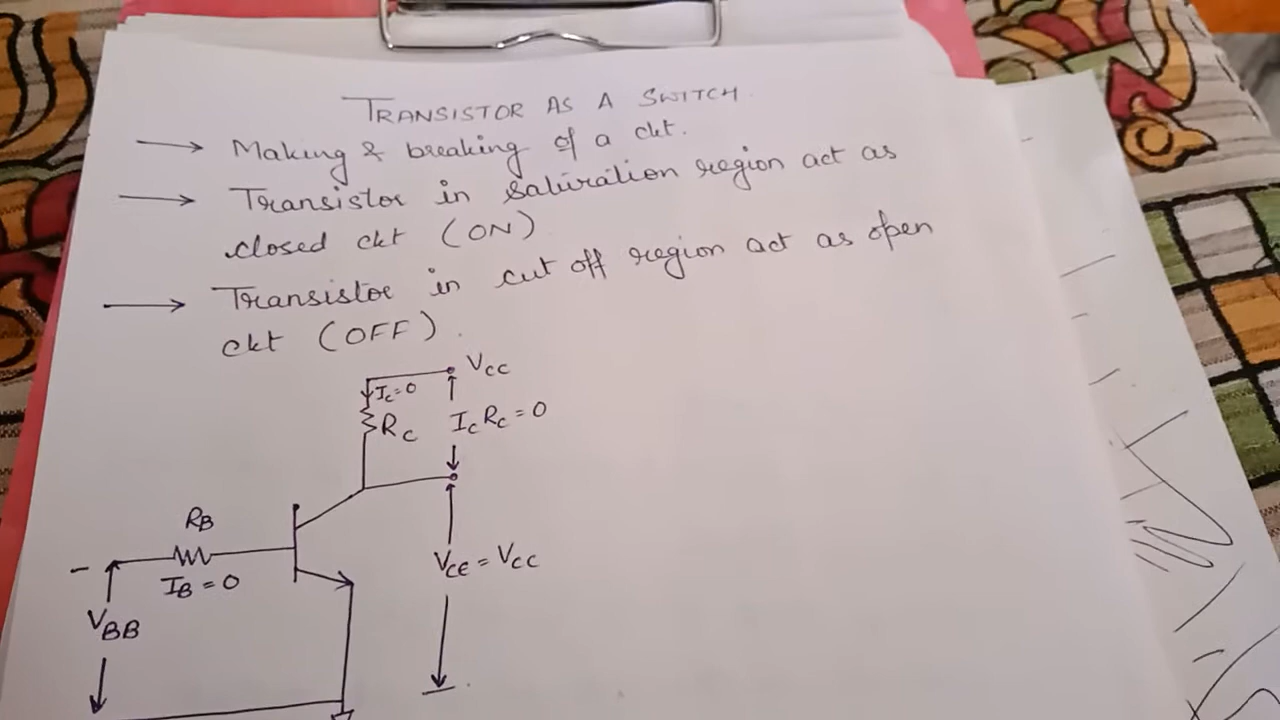 TRANSISTOR AS A SWITCH
Making & breaking of a ckt.
Transistor in saturation region act as
closed ckt (ON)
Transistor in cut off region act as open
ckt (OFF).
VCC
IC=0
RC
ICRC=0
RB
IB=0
VCE=VCC
VBB